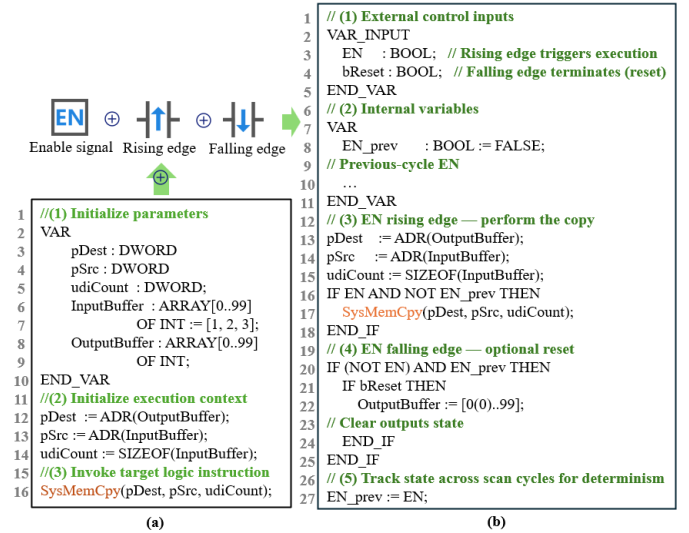 EN
Enable signal
Rising edge
Falling edge
1 //(1) Initialize parameters
2 VAR
3 pDest : DWORD
4 pSrc : DWORD
5 udiCount : DWORD;
6 InputBuffer : ARRAY[0..99]
7 OF INT := [1, 2, 3];
8 OutputBuffer : ARRAY[0..99]
9 OF INT;
10 END_VAR
11 //(2) Initialize execution context
12 pDest := ADR(OutputBuffer);
13 pSrc := ADR(InputBuffer);
14 udiCount := SIZEOF(InputBuffer);
15 //(3) Invoke target logic instruction
16 SysMemCpy(pDest, pSrc, udiCount);
(a)
1 // (1) External control inputs
2 VAR_INPUT
3 EN : BOOL; // Rising edge triggers execution
4 bReset : BOOL; // Falling edge terminates (reset)
5 END_VAR
6 // (2) Internal variables
7 VAR
8 EN_prev : BOOL := FALSE;
9 // Previous-cycle EN
10 …
11 END_VAR
12 // (3) EN rising edge — perform the copy
13 pDest := ADR(OutputBuffer);
14 pSrc := ADR(InputBuffer);
15 udiCount := SIZEOF(InputBuffer);
16 IF EN AND NOT EN_prev THEN
17 SysMemCpy(pDest, pSrc, udiCount);
18 END_IF
19 // (4) EN falling edge — optional reset
20 IF (NOT EN) AND EN_prev THEN
21 IF bReset THEN
22 OutputBuffer := [0(0)..99];
23 // Clear outputs state
24 END_IF
25 END_IF
26 // (5) Track state across scan cycles for determinism
27 EN_prev := EN;
(b)